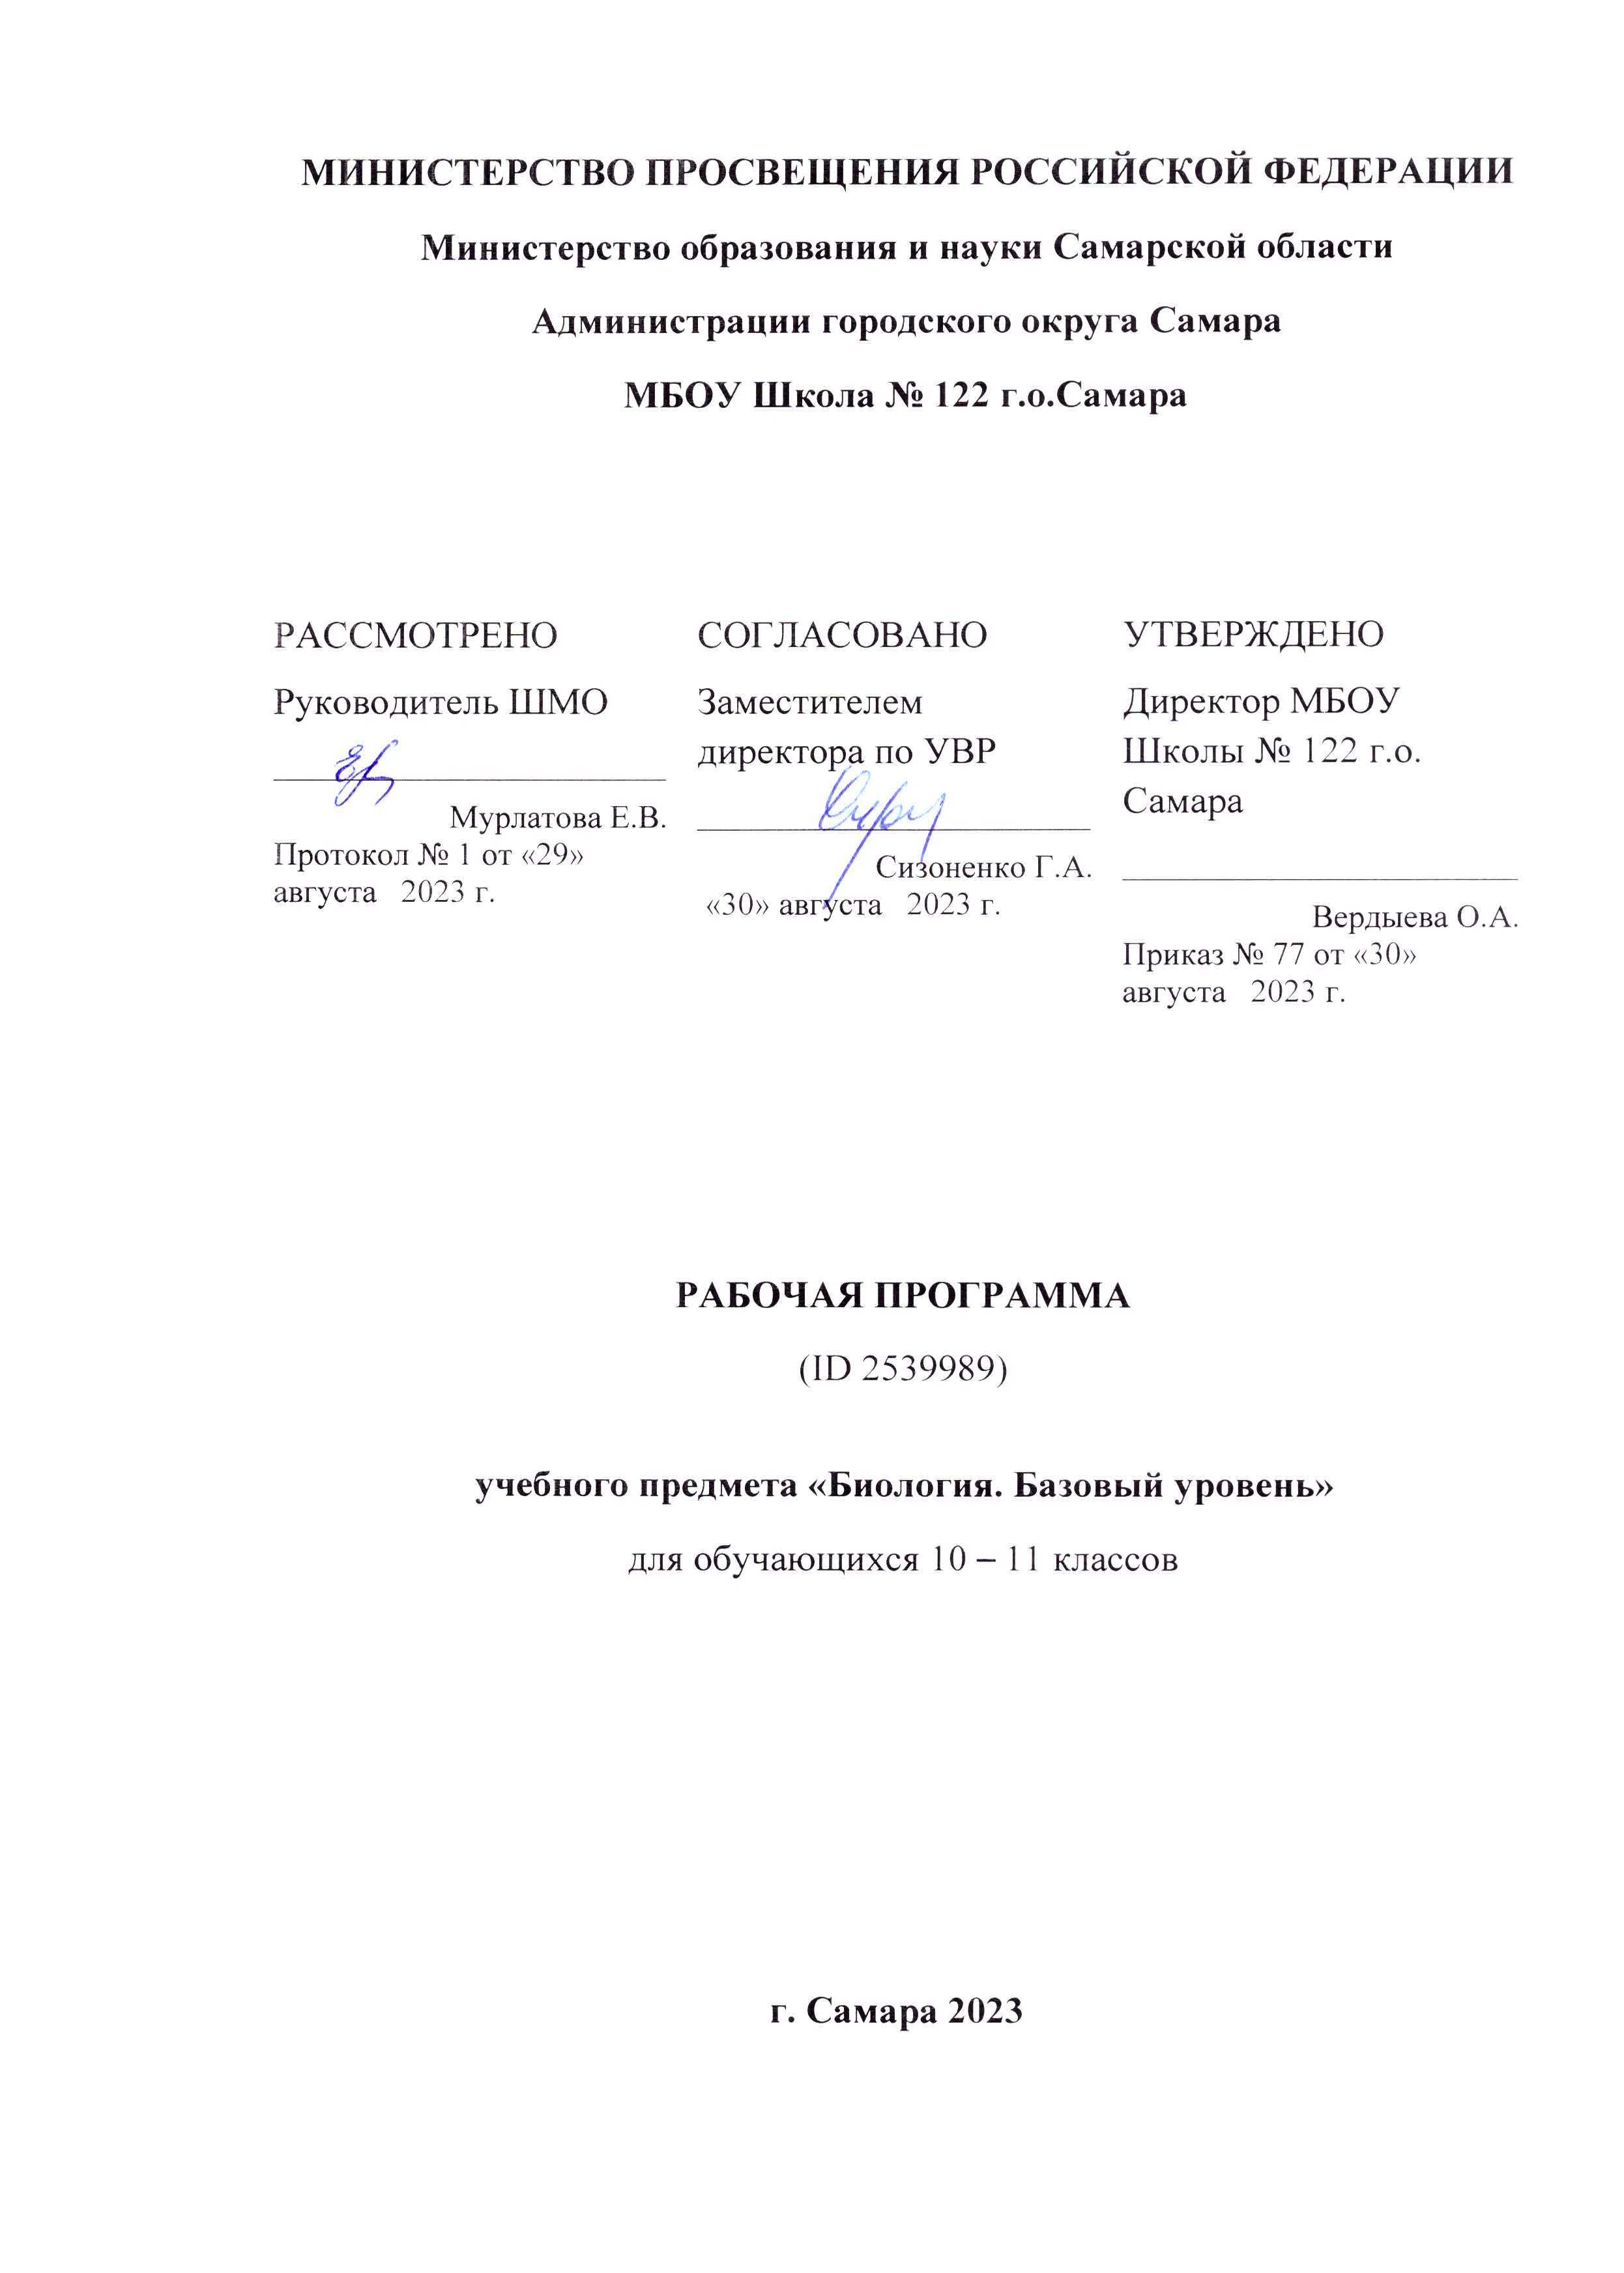 МИНИСТЕРСТВО ПРОСВЕЩЕНИЯ РОССИЙСКОЙ ФЕДЕРАЦИИ
Министерство образования и науки Самарской области
Администрации городского округа Самара
МБОУ Школа № 122 г.о.Самара
РАССМОТРЕНО
Руководитель ШМО
Мурлатова Е.В.
Протокол № 1 от «29»
августа 2023 г.
СОГЛАСОВАНО
Заместителем
директора по УВР
Сизоненко Г.А.
«30» августа 2023 г.
УТВЕРЖДЕНО
Директор МБОУ
Школы № 122 г.о.
Самара
Вердыева О.А.
Приказ № 77 от «30»
августа 2023 г.
РАБОЧАЯ ПРОГРАММА
(ID 2539989)
учебного предмета «Биология. Базовый уровень»
для обучающихся 10 – 11 классов
г. Самара 2023